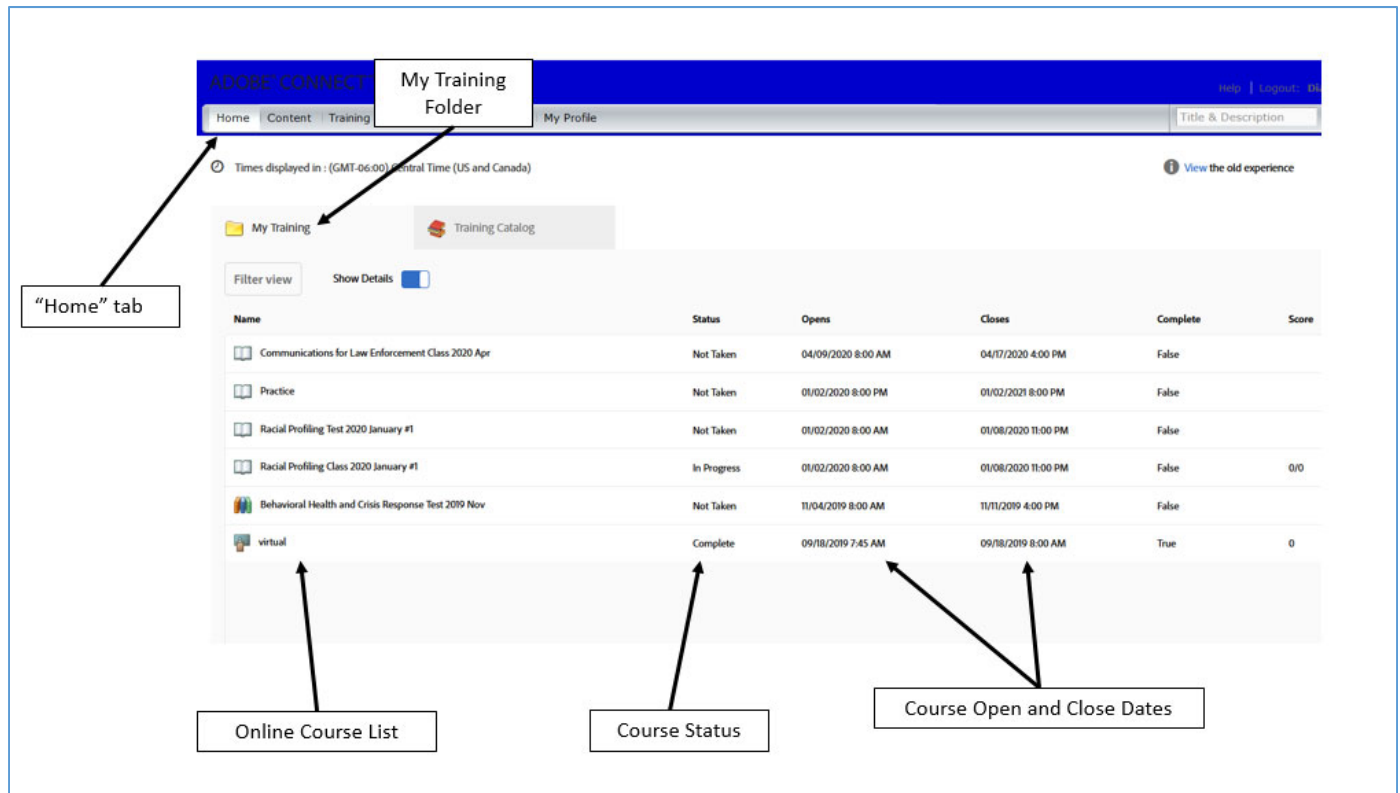 ADOBE® CONNECT™
My Training
Folder
Help | Logout:
Home Content Training My Profile Title & Description
Times displayed in : (GMT-06:00) Central Time (US and Canada) View the old experience
My Training Training Catalog
Filter view Show Details
"Home" tab
Name Status Opens Closes Complete Score
Communications for Law Enforcement Class 2020 Apr Not Taken 04/09/2020 8:00 AM 04/17/2020 4:00 PM False
Practice Not Taken 01/02/2020 8:00 PM 01/02/2021 8:00 PM False
Racial Profiling Test 2020 January #1 Not Taken 01/02/2020 8:00 AM 01/08/2020 11:00 PM False
Racial Profiling Class 2020 January #1 In Progress 01/02/2020 8:00 AM 01/08/2020 11:00 PM False 0/0
Behavioral Health and Crisis Response Test 2019 Nov Not Taken 11/04/2019 8:00 AM 11/11/2019 4:00 PM False
virtual Complete 09/18/2019 7:45 AM 09/18/2019 8:00 AM True 0
Online Course List
Course Status
Course Open and Close Dates